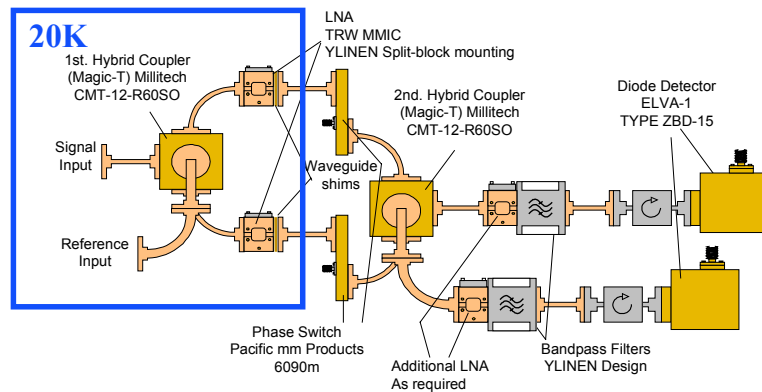 20K
LNA
TRW MMIC
YLINEN Split-block mounting
1st. Hybrid Coupler
(Magic-T) Millitech
CMT-12-R60SO
2nd. Hybrid Coupler
(Magic-T) Millitech
CMT-12-R60SO
Diode Detector
ELVA-1
TYPE ZBD-15
Signal
Input
Waveguide
shims
Reference
Input
Phase Switch
Pacific mm Products
6090m
Additional LNA
As required
Bandpass Filters
YLINEN Design